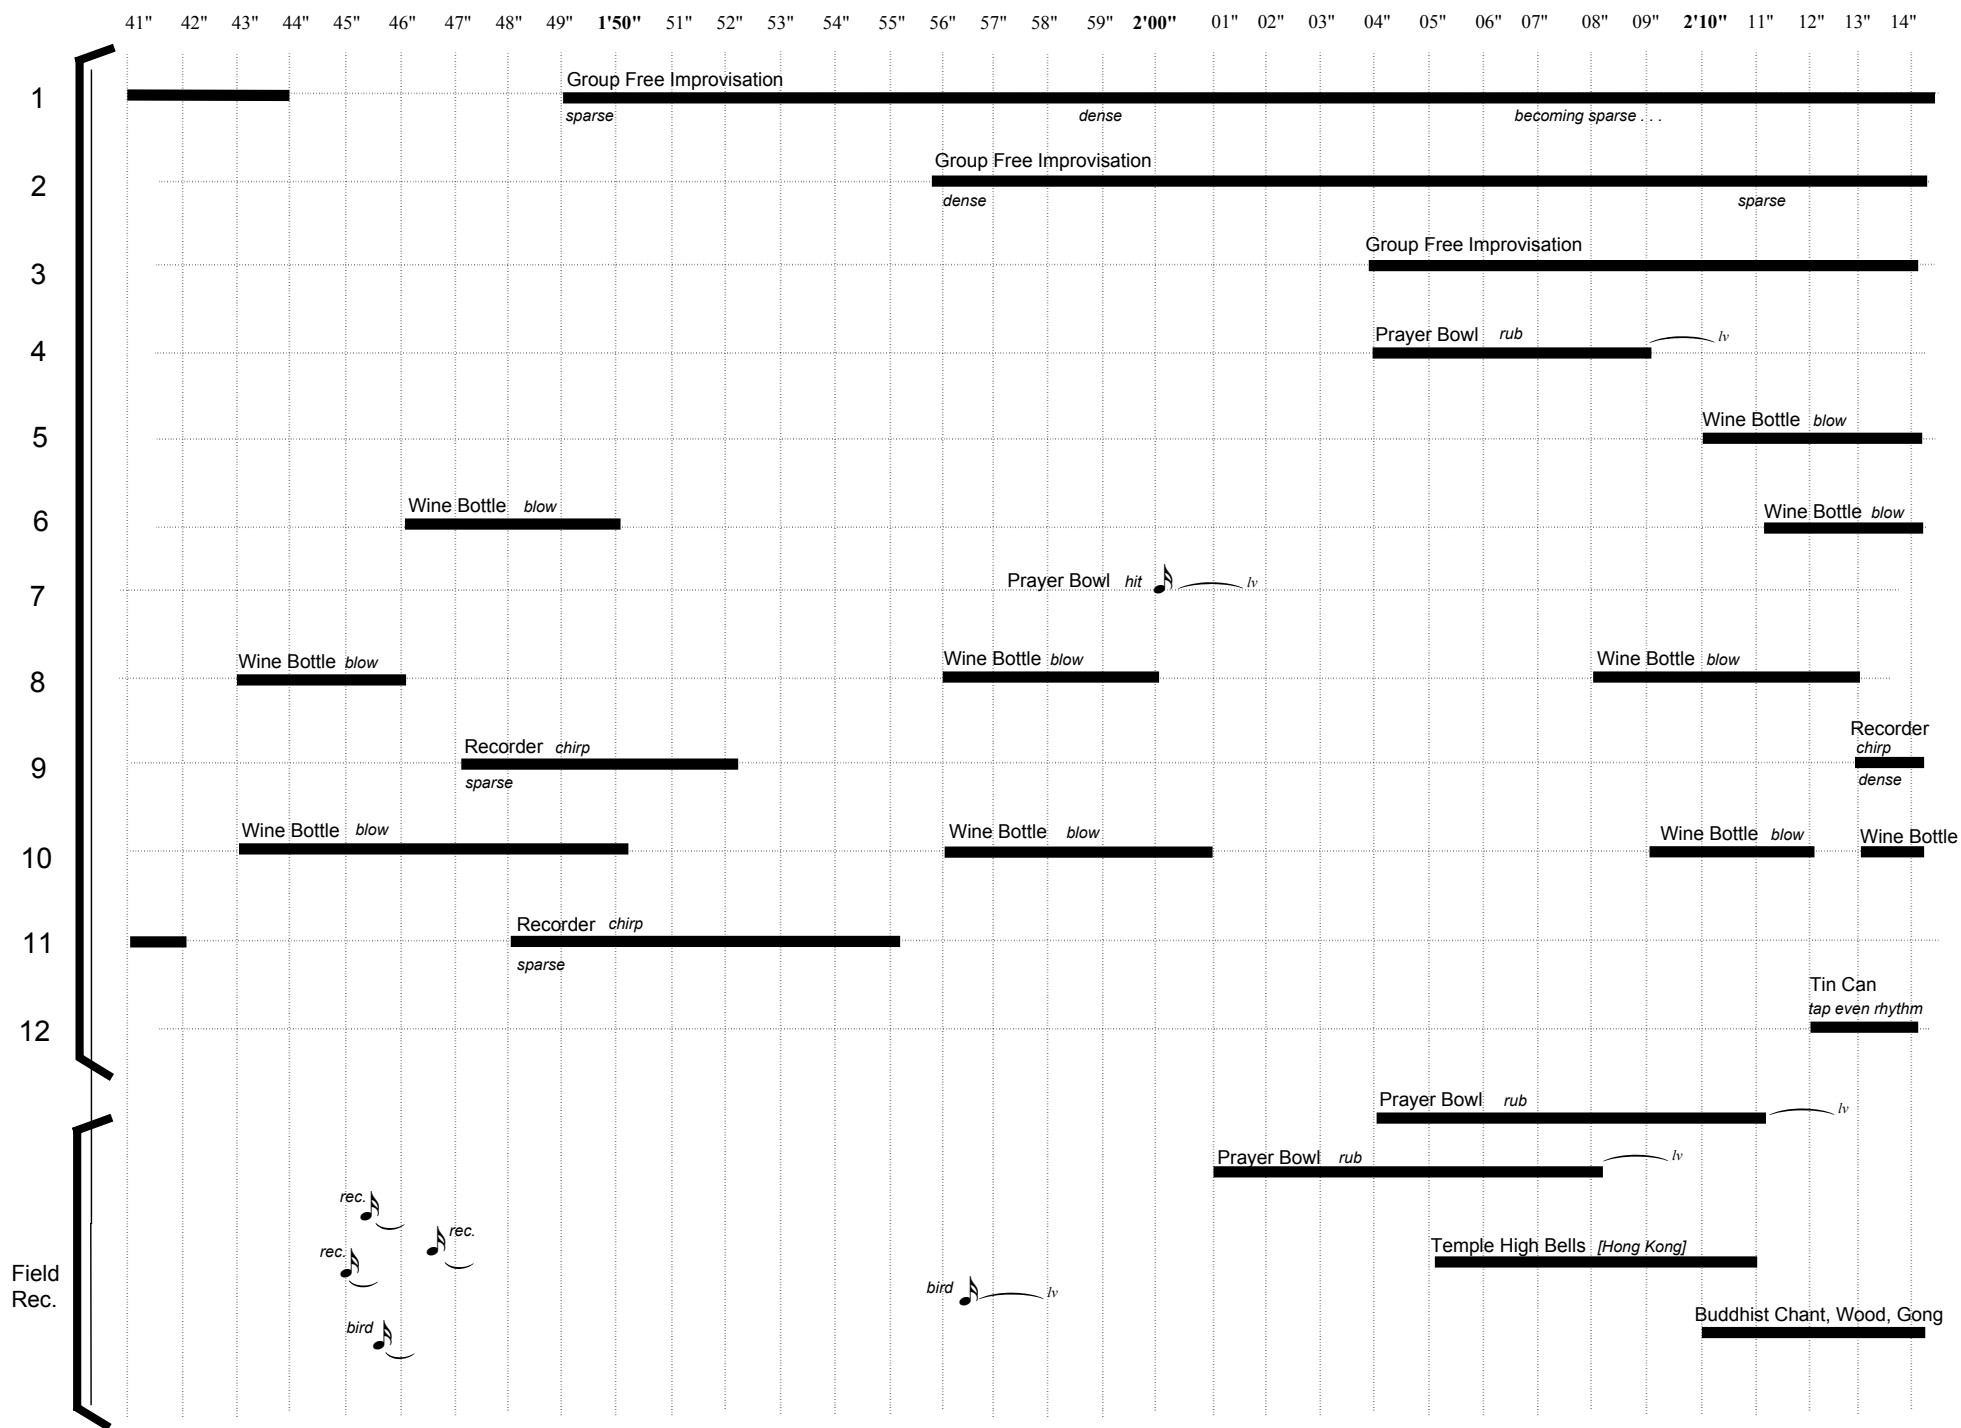 41" 42" 43" 44" 45" 46" 47" 48" 49" 1'50" 51" 52" 53" 54" 55" 56" 57" 58" 59" 2'00" 01" 02" 03" 04" 05" 06" 07" 08" 09" 2'10" 11" 12" 13" 14"
Group Free Improvisation
1
sparse dense becoming sparse . . .
Group Free Improvisation
2
dense sparse
Group Free Improvisation
3
Prayer Bowl rub lv
4
Wine Bottle blow
5
Wine Bottle blow Wine Bottle blow
6
Prayer Bowl hit lv
7
Wine Bottle blow Wine Bottle blow Wine Bottle blow
8
Recorder chirp Recorder
chirp
9
sparse dense
Wine Bottle blow Wine Bottle blow Wine Bottle blow Wine Bottle
10
Recorder chirp
11
sparse
Tin Can
tap even rhythm
12
Prayer Bowl rub lv
Prayer Bowl rub lv
rec.
rec.
rec. Temple High Bells [Hong Kong]
Field
Rec.
bird lv
bird Buddhist Chant, Wood, Gong